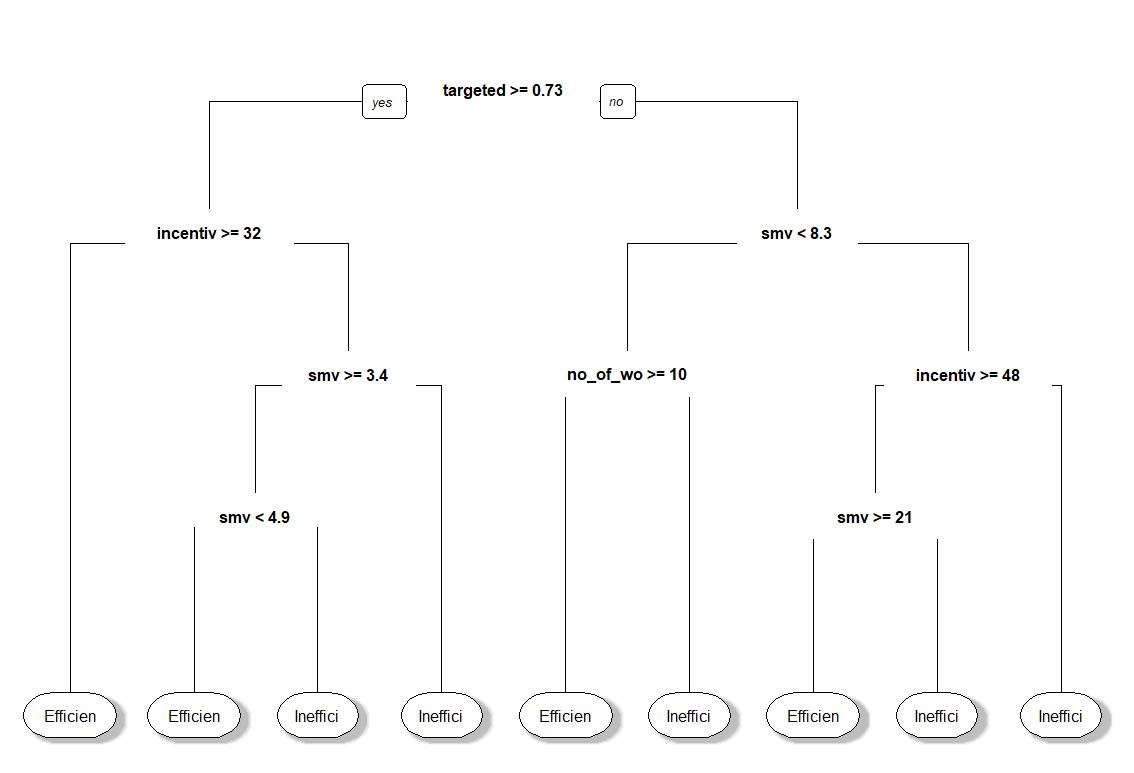 targeted >= 0.73
yes
no
incentiv >= 32
smv < 8.3
smv >= 3.4
no_of_wo >= 10
incentiv >= 48
smv < 4.9
smv >= 21
Efficien
Efficien
Ineffici
Ineffici
Efficien
Ineffici
Efficien
Ineffici
Ineffici